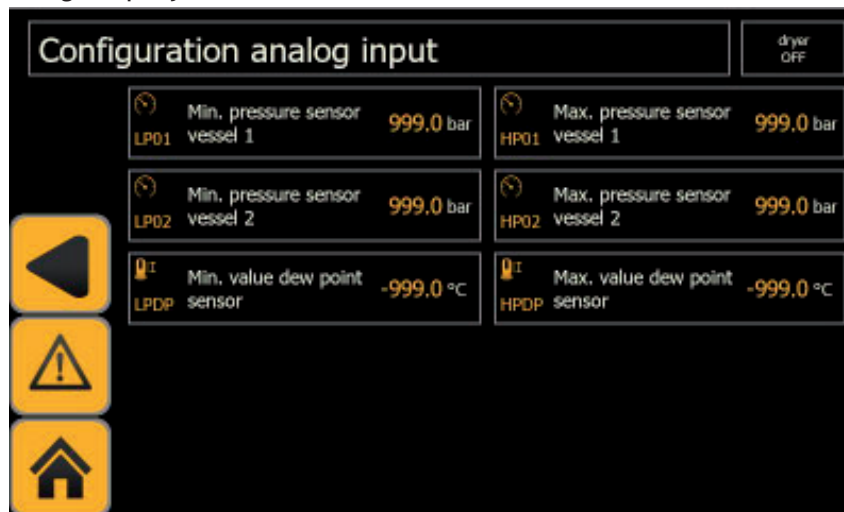 Configuration analog input
dryer
OFF
Min. pressure sensor
vessel 1
LP01
999.0 bar
Max. pressure sensor
vessel 1
HP01
999.0 bar
Min. pressure sensor
vessel 2
LP02
999.0 bar
Max. pressure sensor
vessel 2
HP02
999.0 bar
Min. value dew point
sensor
LPDP
-999.0 °C
Max. value dew point
sensor
HPDP
-999.0 °C